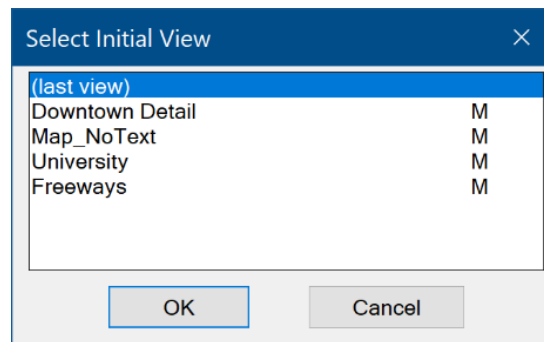 Select Initial View
(last view)
Downtown Detail M
Map_NoText M
University M
Freeways M
OK Cancel